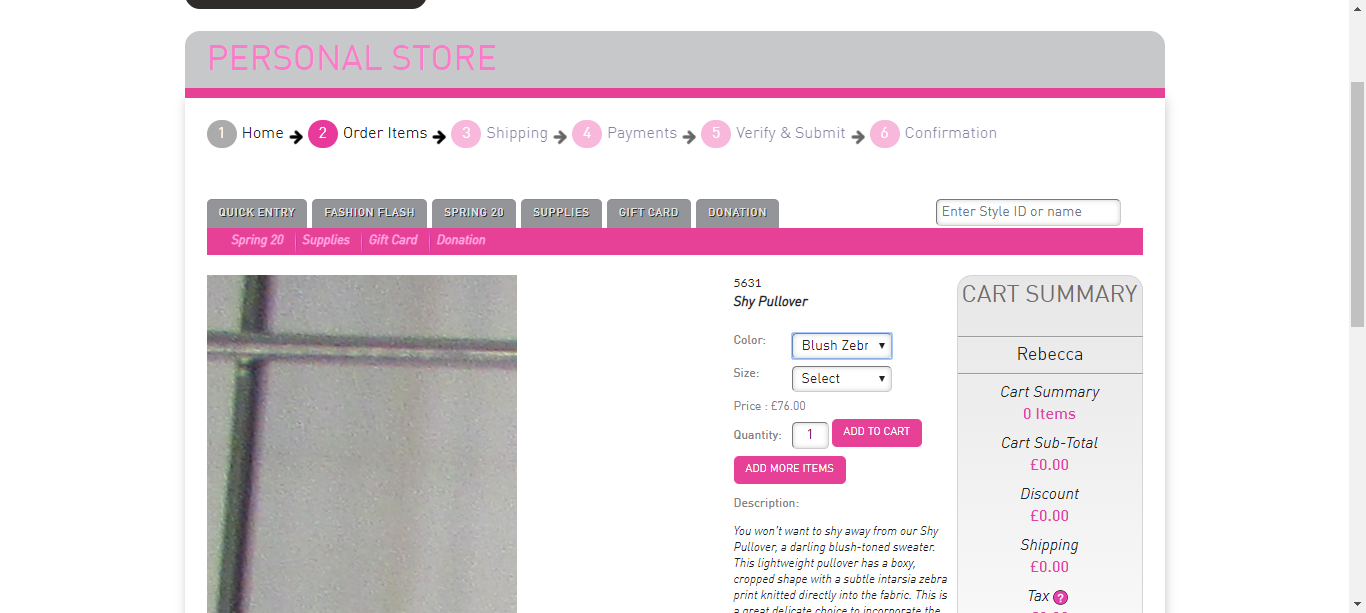 PERSONAL STORE
1 Home 2 Order Items 3 Shipping 4 Payments 5 Verify & Submit 6 Confirmation
QUICK ENTRY FASHION FLASH SPRING 20 SUPPLIES GIFT CARD DONATION
Enter Style ID or name
Spring 20 Supplies Gift Card Donation
5631
Shy Pullover
Color: Blush Zebr
Size: Select
Price : £76.00
Quantity: 1 ADD TO CART
ADD MORE ITEMS
Description:
You won't want to shy away from our Shy
Pullover, a darling blush-toned sweater.
This lightweight pullover has a boxy,
cropped shape with a subtle intarsia zebra
print knitted directly into the fabric. This is
a great delicate choice to incorporate the
CART SUMMARY
Rebecca
Cart Summary
0 Items
Cart Sub-Total
£0.00
Discount
£0.00
Shipping
£0.00
Tax ?